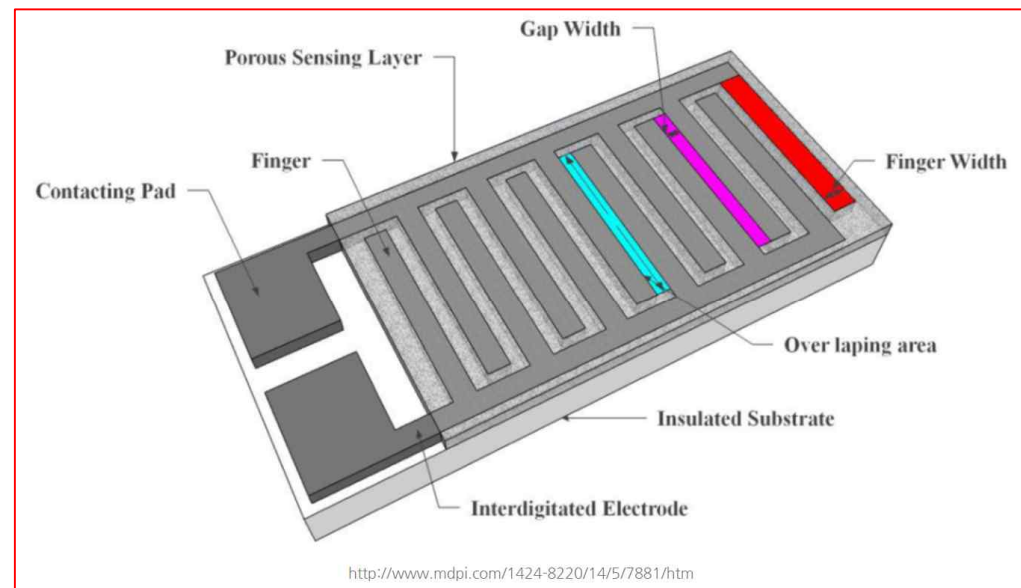 Gap Width
Porous Sensing Layer
Finger
Finger Width
Contacting Pad
Over laping area
Insulated Substrate
Interdigitated Electrode
http://www.mdpi.com/1424-8220/14/5/7881/htm